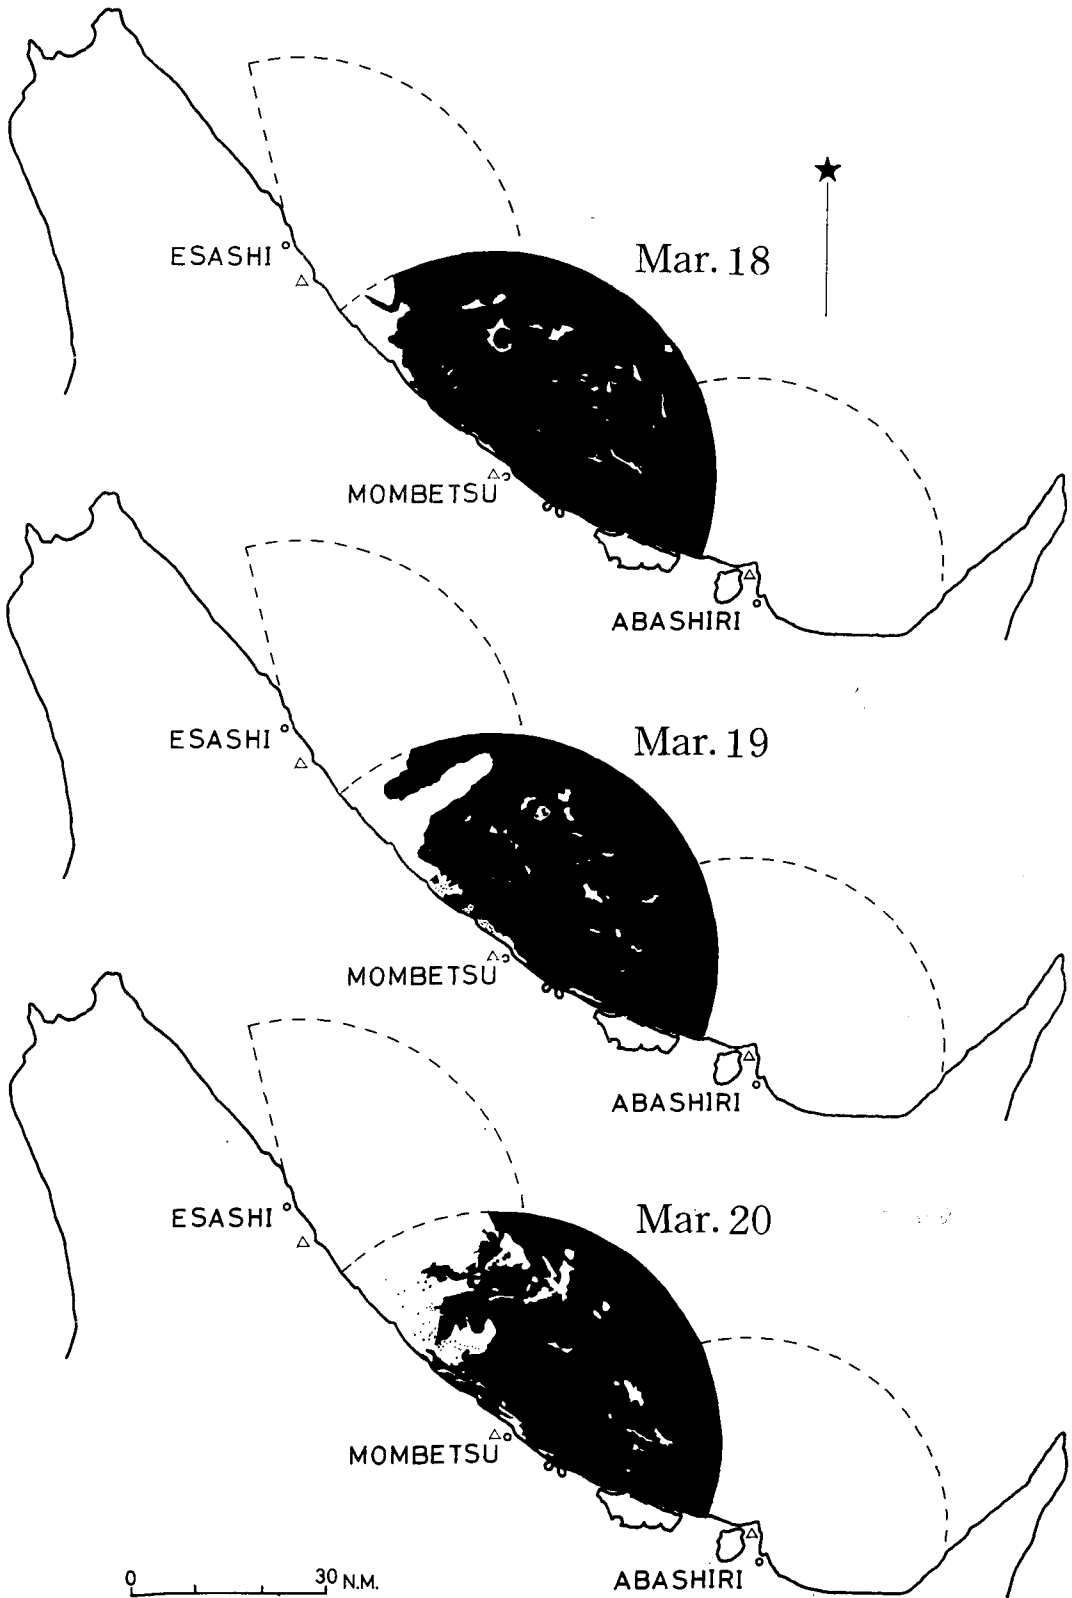 ESASHI
Mar. 18
MOMBETSU
ABASHIRI
ESASHI
Mar. 19
MOMBETSU
ABASHIRI
ESASHI
Mar. 20
MOMBETSU
ABASHIRI
0 30 N.M.